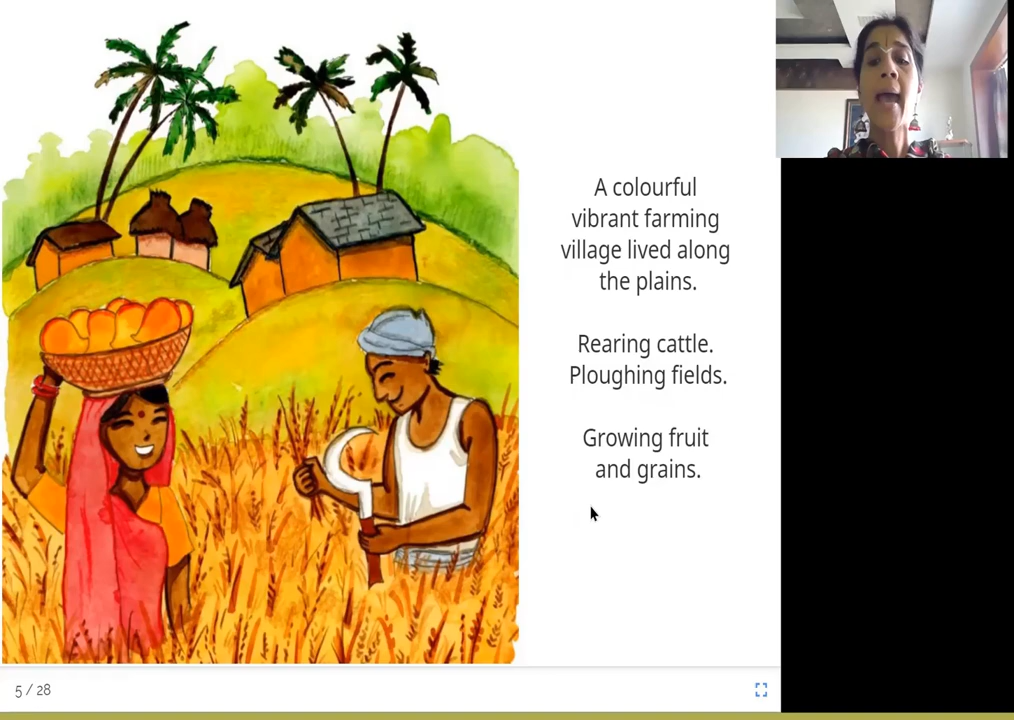 A colourful
vibrant farming
village lived along
the plains.
Rearing cattle.
Ploughing fields.
Growing fruit
and grains.
5 / 28